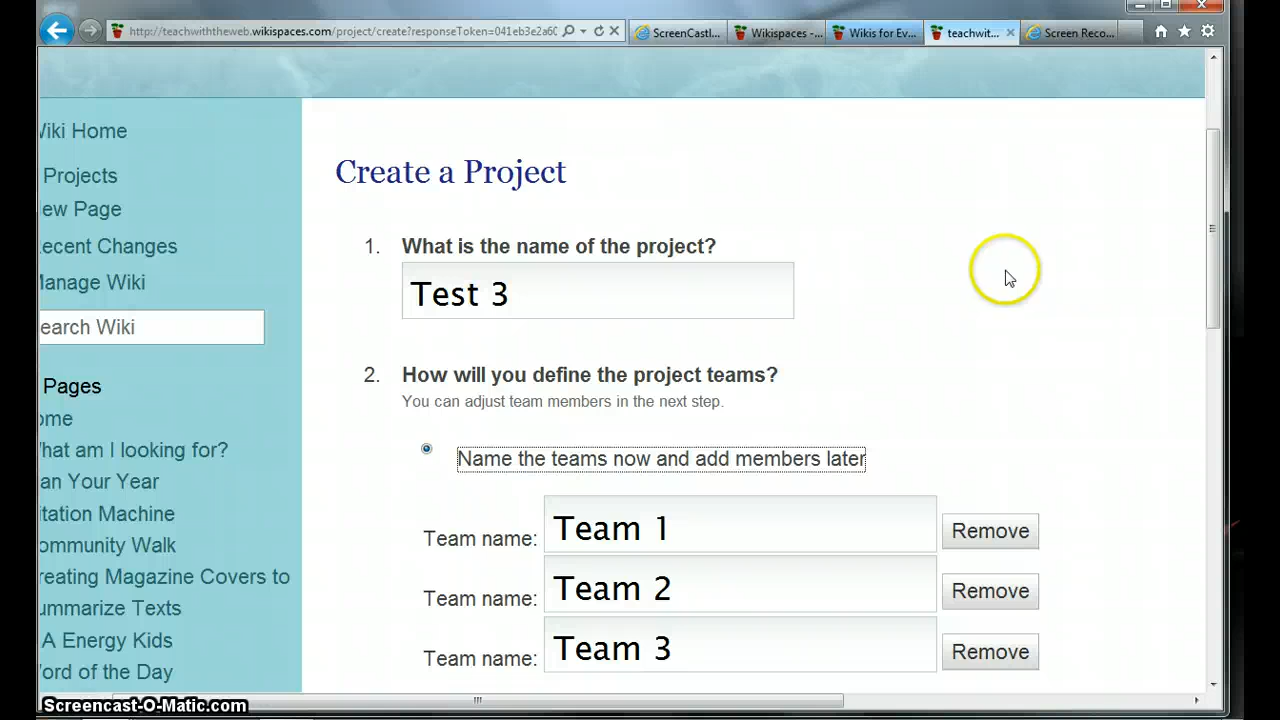 http://teachwiththeweb.wikispaces.com/project/create?responseToken=041eb3e2a60
ScreenCastl...
Wikispaces -...
Wikis for Ev...
teachwit...
Screen Reco...
Viki Home
Projects
ew Page
ecent Changes
Manage Wiki
earch Wiki
Pages
ome
hat am I looking for?
an Your Year
itation Machine
ommunity Walk
reating Magazine Covers to
ummarize Texts
A Energy Kids
ord of the Day
Create a Project
1. What is the name of the project?
Test 3
2. How will you define the project teams?
You can adjust team members in the next step.
Name the teams now and add members later
Team name: Team 1 Remove
Team name: Team 2 Remove
Team name: Team 3 Remove
Screencast-O-Matic.com